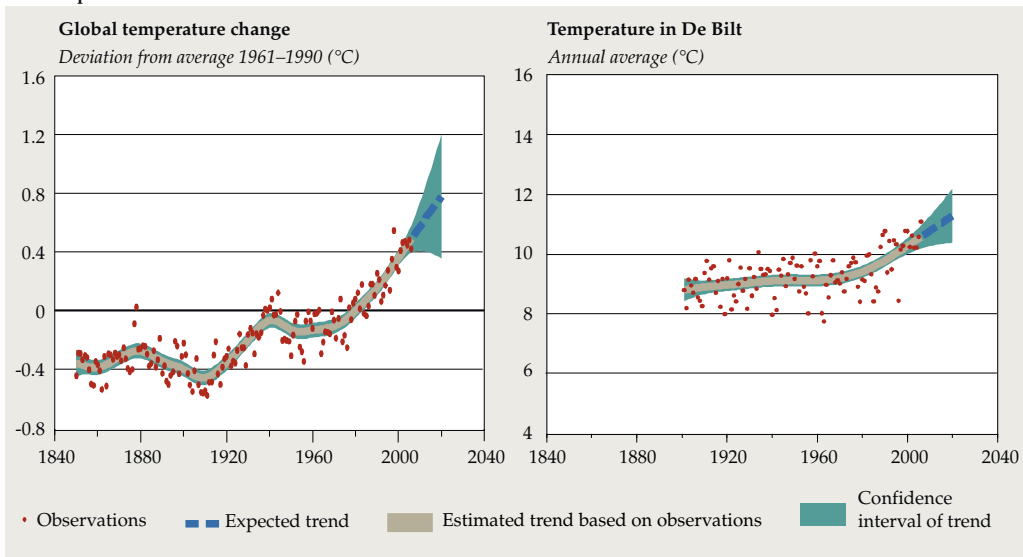 Global temperature change
Deviation from average 1961–1990 (°C)
1.6
1.2
0.8
0.4
0
-0.4
-0.8
1840 1880 1920 1960 2000 2040
Temperature in De Bilt
Annual average (°C)
16
14
12
10
8
6
4
1840 1880 1920 1960 2000 2040
Observations
Expected trend
Estimated trend based on observations
Confidence
interval of trend